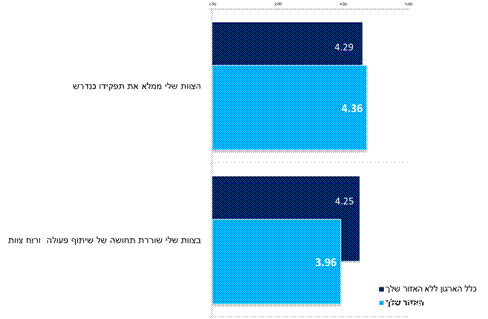 הצוות שלי ממלא את תפקידו כנדרש
4.29
4.36
בצוות שלי שוררת תחושה של שיתוף פעולה ורוח צוות
4.25
3.96
כלל הארגון ללא האזור שלך
האזור שלך